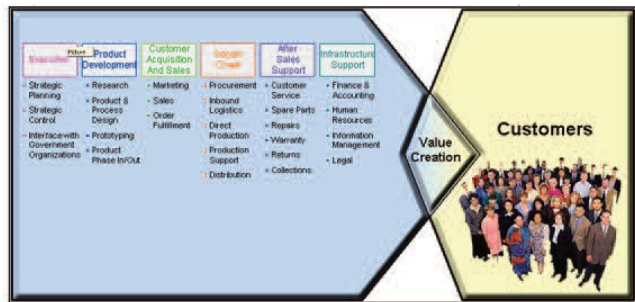 Executive
Product
Development
Customer
Acquisition
And Sales
Supply
Chain
After
Sales
Support
Infrastructure
Support
Strategic
Planning
Strategic
Control
Interface with
Government
Organizations
Research
Product &
Process
Design
Prototyping
Product
Phase In/Out
Marketing
Sales
Order
Fulfillment
Procurement
Inbound
Logistics
Direct
Production
Production
Support
Distribution
Customer
Service
Spare Parts
Repairs
Warranty
Returns
Collections
Finance &
Accounting
Human
Resources
Information
Management
Legal
Value
Creation
Customers